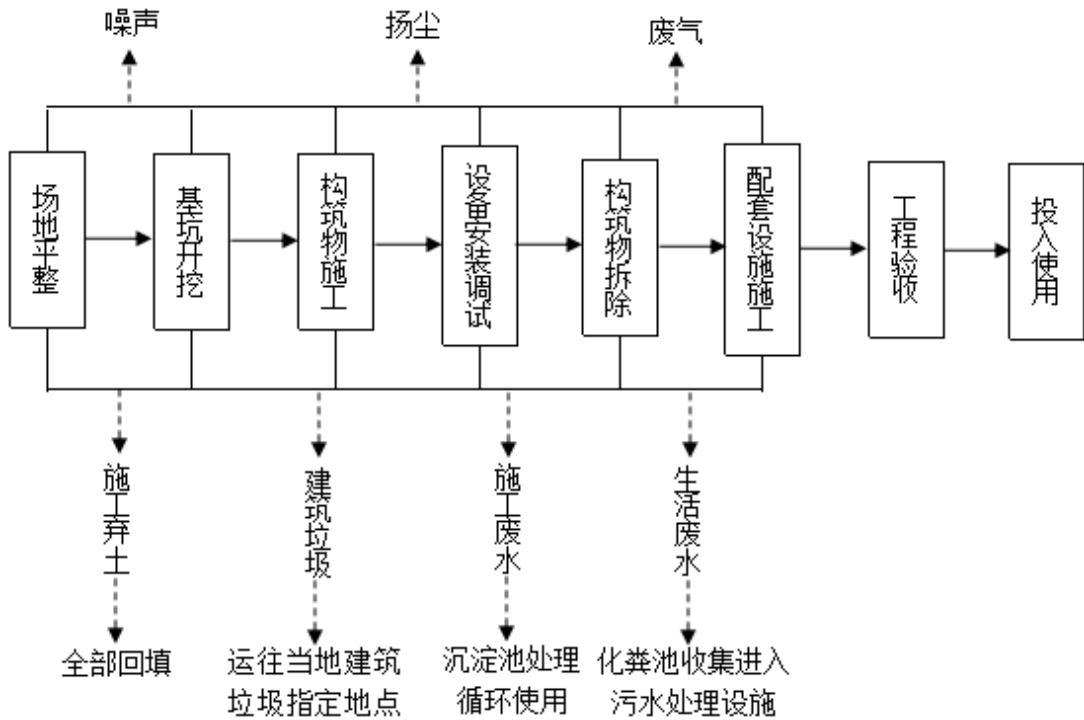 噪声
扬尘
废气
场地平整
基坑开挖
构筑物施工
设备安装调试
构筑物拆除
配套设施施工
工程验收
投入使用
施工弃土
建筑垃圾
施工废水
生活废水
全部回填
运往当地建筑
垃圾指定地点
沉淀池处理
循环使用
化粪池收集进入
污水处理设施